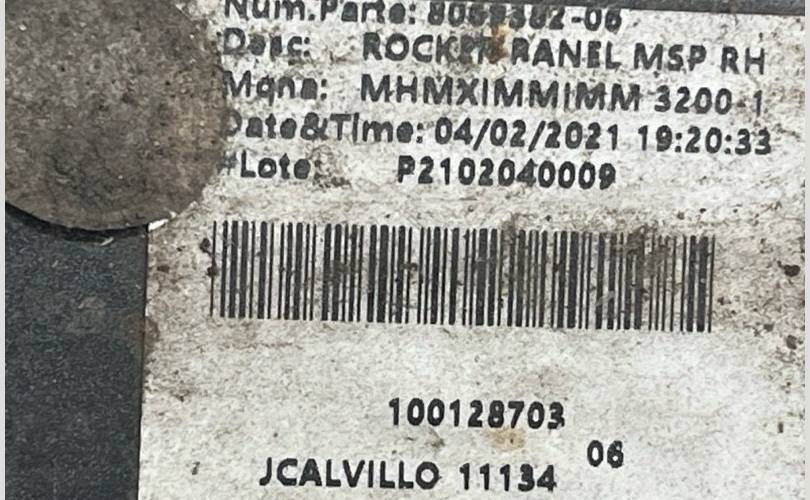 Num.Parte:
Desc: ROCKER PANEL MSP RH
Mqna: MHMXIMMIMM 3200-1
Date&Time: 04/02/2021 19:20:33
#Lote: P2102040009
100128703
06
JCALVILLO 11134